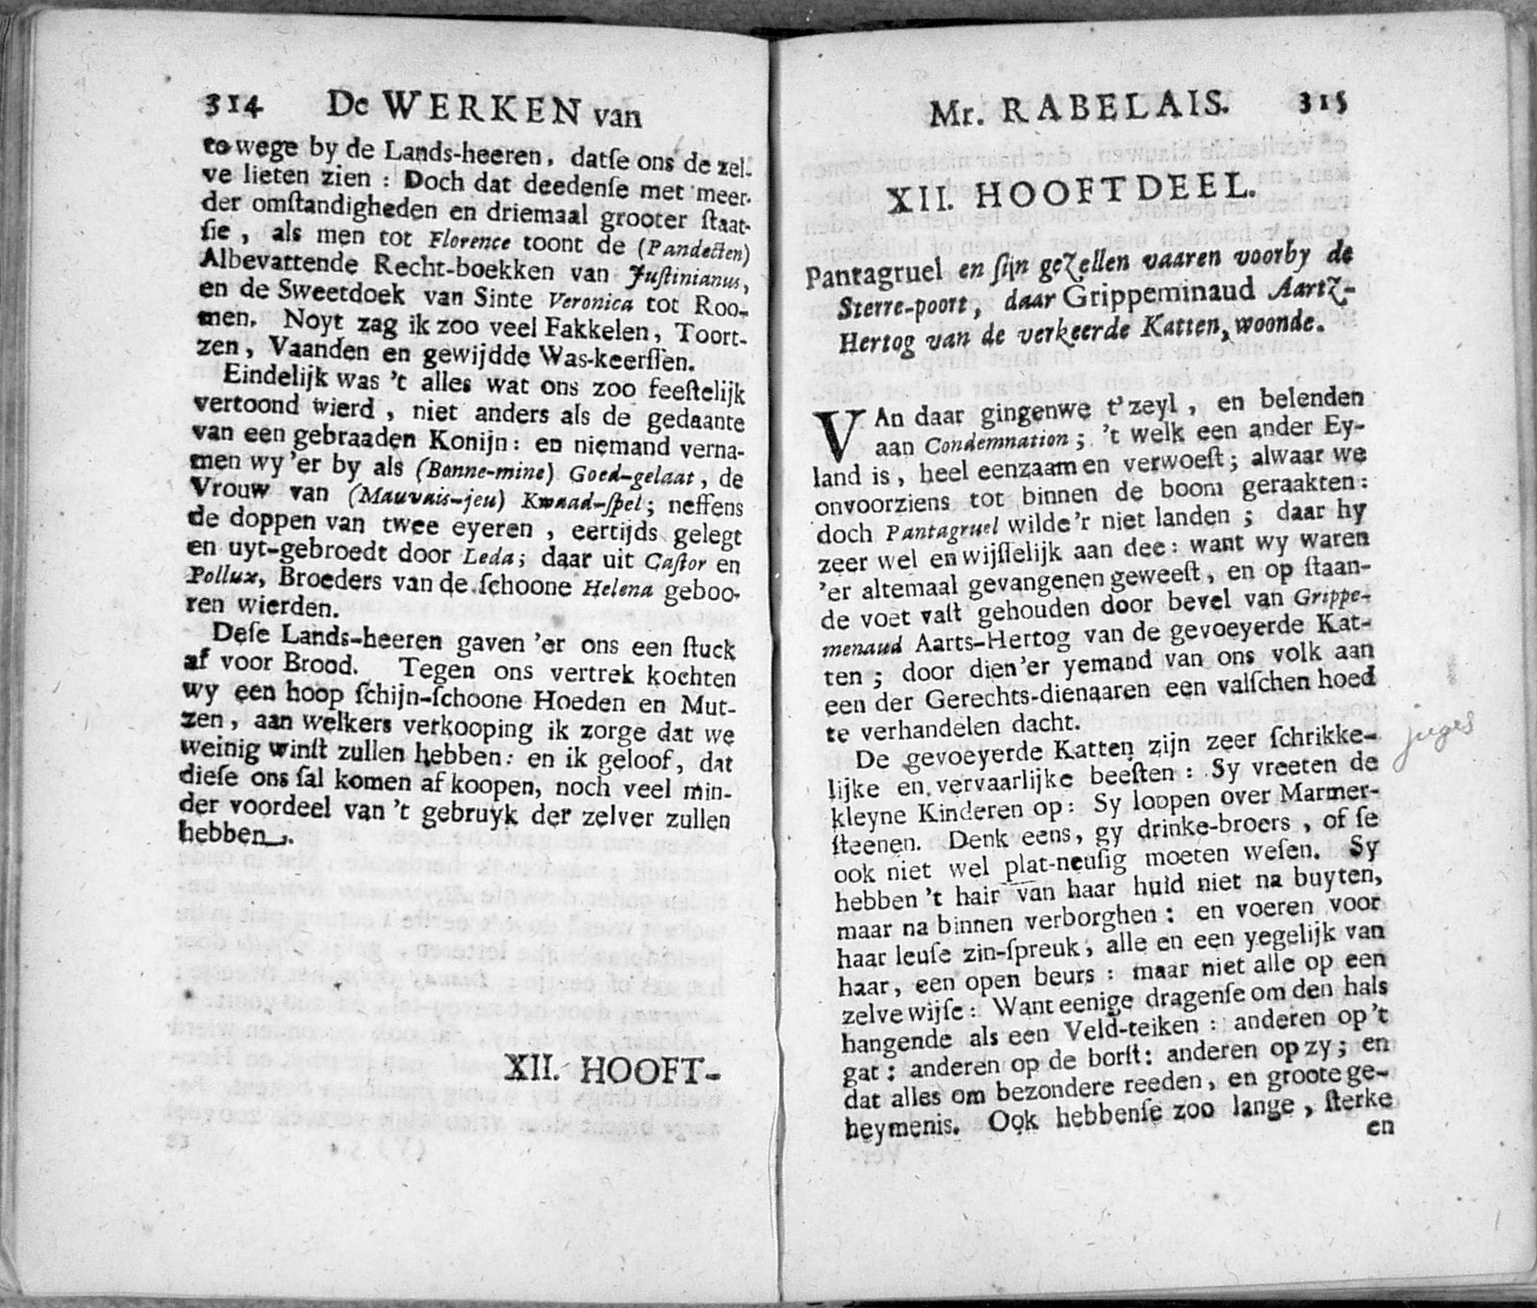 314 De WERKEN van
to wege by de Lands-heeren, datſe ons de zel-
ve lieten zien : Doch dat deedenſe met meer-
der omſtandigheden en driemaal grooter ſtaat-
ſie , als men tot Florence toont de (Pandecten)
Albevattende Recht-boekken van Juſtinianus,
en de Sweetdoek van Sinte Veronica tot Roo-
men. Noyt zag ik zoo veel Fakkelen, Toort-
zen, Vaanden en gewijdde Was-keerſſen.
Eindelijk was 't alles wat ons zoo feeſtelijk
vertoond wierd , niet anders als de gedaante
van een gebraaden Konijn: en niemand verna-
men wy 'er by als (Bonne-mine) Goed-gelaat, de
Vrouw van (Mauvais-jeu) Kwaad-ſpel; neffens
de doppen van twee eyeren , eertijds gelegt
en uyt-gebroedt door Leda; daar uit Caſtor en
Pollux, Broeders van de ſchoone Helena geboo-
ren wierden.
Deſe Lands-heeren gaven 'er ons een ſtuck
af voor Brood. Tegen ons vertrek kochten
wy een hoop ſchijn-ſchoone Hoeden en Mut-
zen, aan welkers verkooping ik zorge dat we
weinig winſt zullen hebben: en ik geloof, dat
dieſe ons ſal komen af koopen, noch veel min-
der voordeel van 't gebruyk der zelver zullen
hebben.
XII. HOOFT-
Mr. RABELAIS. 315
XII. HOOFTDEEL.
Pantagruel en ſijn gezellen vaaren voorby de
Sterre-poort, daar Grippeminaud Aartz-
Hertog van de verkeerde Katten, woonde.
VAn daar gingenwe t'zeyl , en belenden
aan Condemnation; 't welk een ander Ey-
land is, heel eenzaam en verwoeſt; alwaar we
onvoorziens tot binnen de boom geraakten:
doch Pantagruel wilde'r niet landen ; daar hy
zeer wel en wijſſelijk aan dee: want wy waren
'er altemaal gevangenen geweeſt, en op ſtaan-
de voet vaſt gehouden door bevel van Grippe-
menaud Aarts-Hertog van de gevoeyerde Kat-
ten ; door dien'er yemand van ons volk aan
een der Gerechts-dienaaren een valſchen hoed
te verhandelen dacht.
De gevoeyerde Katten zijn zeer ſchrikke-
lijke en vervaarlijke beeſten : Sy vreeten de
kleyne Kinderen op: Sy loopen over Marmer-
ſteenen. Denk eens, gy drinke-broers , of ſe
ook niet wel plat-neuſig moeten weſen. Sy
hebben 't hair van haar huid niet na buyten,
maar na binnen verborghen : en voeren voor
haar leuſe zin-ſpreuk, alle en een yegelijk van
haar, een open beurs : maar niet alle op een
zelve wijſe: Want eenige dragenſe om den hals
hangende als een Veld-teiken : anderen op 't
gat : anderen op de borſt: anderen op zy; en
dat alles om bezondere reeden, en groote ge-
heymenis. Ook hebbenſe zoo lange, ſterke
en
juges